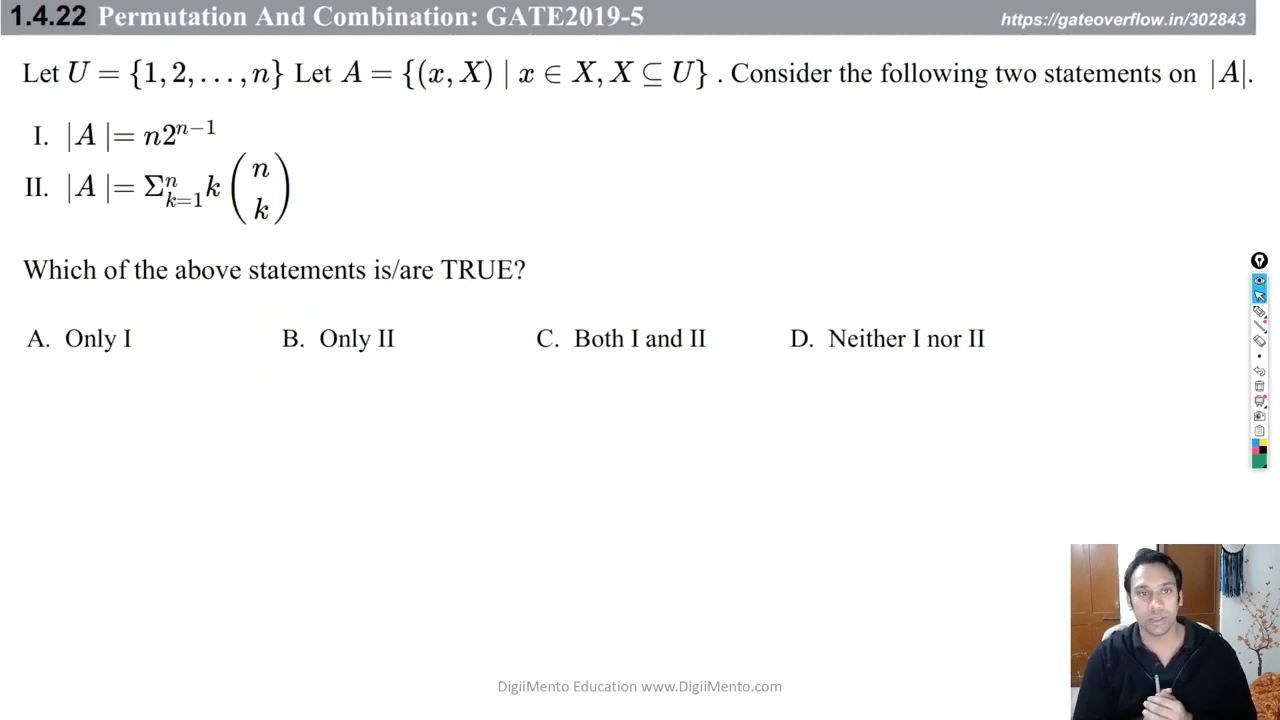 1.4.22 Permutation And Combination: GATE2019-5 https://gateoverflow.in/302843
Let U = {1, 2, . . . , n} Let A = {(x, X) | x ∈ X, X ⊆ U} . Consider the following two statements on |A|.
I. |A |= n2^{n−1}
II. |A |= Σ^n_{k=1} k (n k)
Which of the above statements is/are TRUE?
A. Only I B. Only II C. Both I and II D. Neither I nor II
DigiiMento Education www.DigiiMento.com